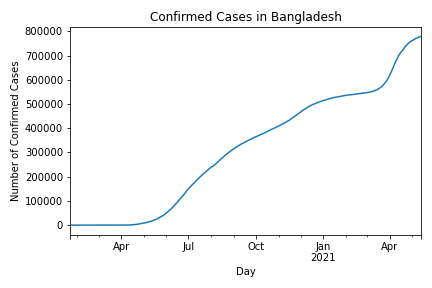 Confirmed Cases in Bangladesh
800000
700000
600000
500000
400000
300000
200000
100000
0
Number of Confirmed Cases
Apr
Jul
Oct
Jan
2021
Apr
Day